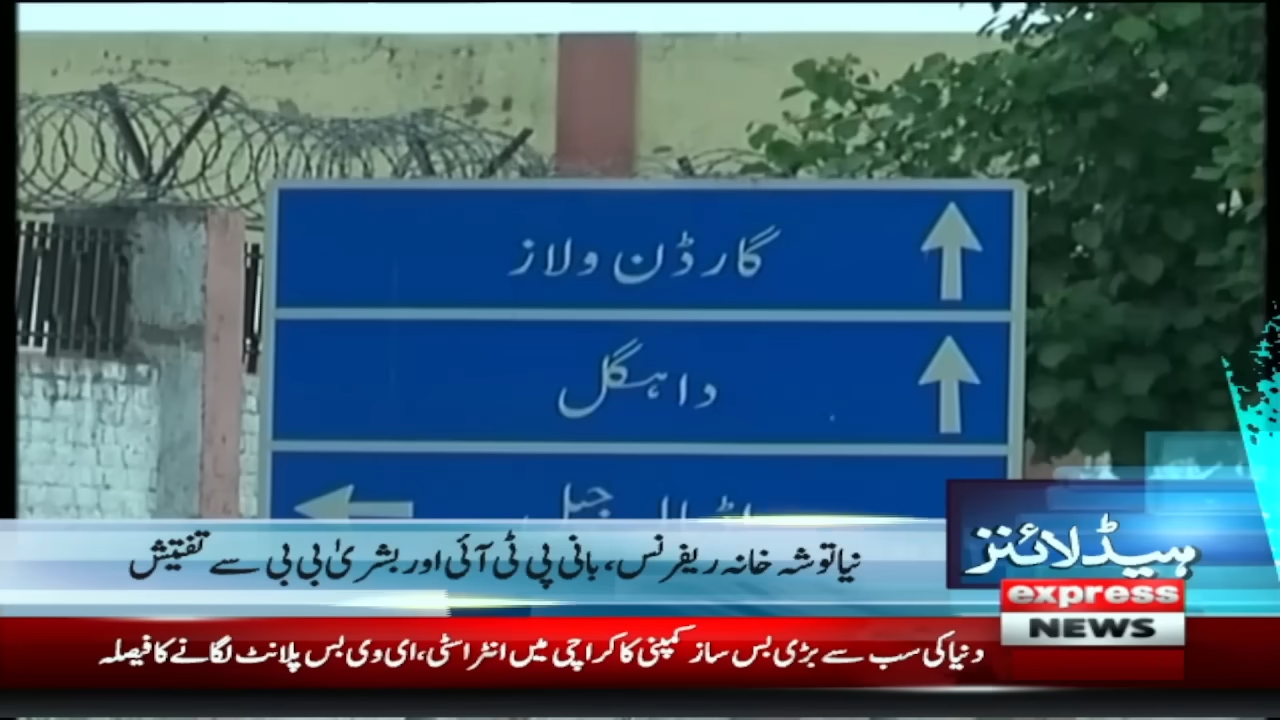 گارڈن ولاز
داہگل
جیل
ہیڈلائنز
نیا توشہ خانہ ریفرنس، بانی پی ٹی آئی اور بشریٰ بی بی سے تفتیش
express
NEWS
دنیا کی سب سے بڑی بس ساز کمپنی کا کراچی میں انٹراسٹی، ای وی بس پلانٹ لگانے کا فیصلہ